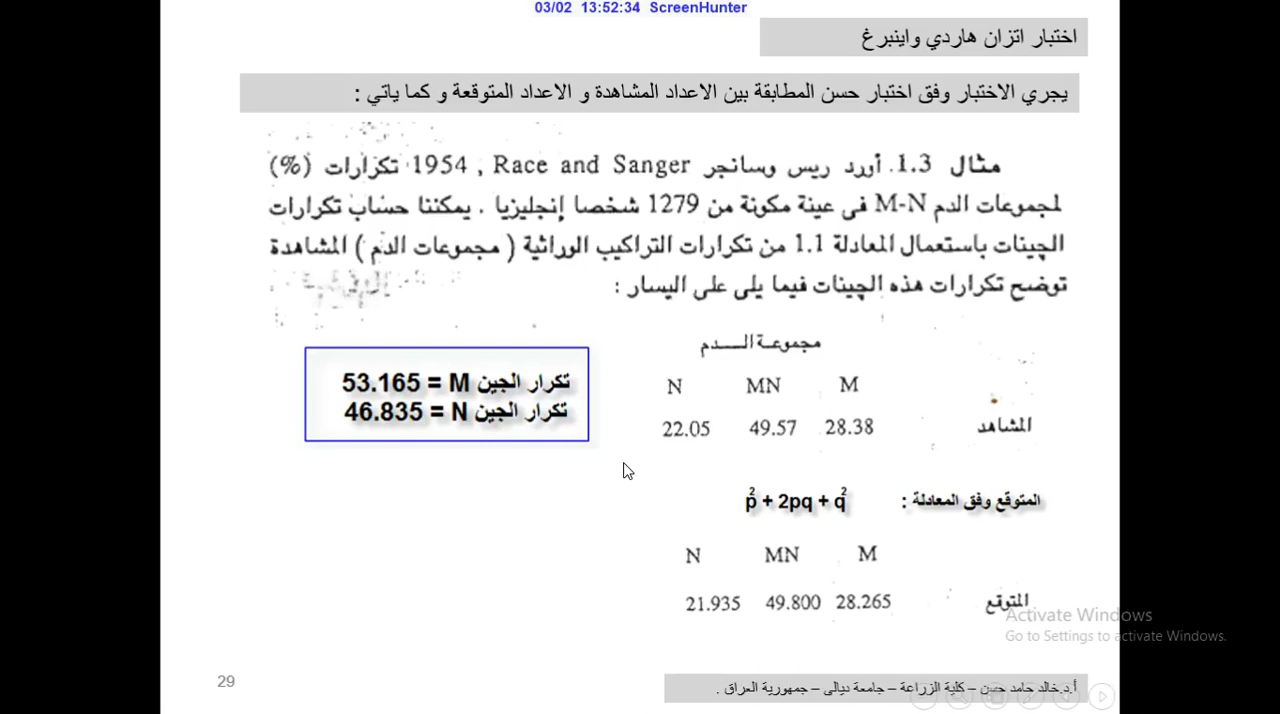 03/02 13:52:34 ScreenHunter
اختبار اتزان هاردي واينبرغ
يجري الاختبار وفق اختبار حسن المطابقة بين الاعداد المشاهدة و الاعداد المتوقعة و كما ياتي :
مثال 1.3. أورد ريس وسانجر Race and Sanger , 1954 تكرارات (%)
لمجموعات الدم M-N فى عينة مكونة من 1279 شخصا إنجليزيا . يمكننا حساب تكرارات
الچينات باستعمال المعادلة 1.1 من تكرارات التراكيب الوراثية ( مجموعات الدم ) المشاهدة
توضح تكرارات هذه الچينات فيما يلى على اليسار :
مجموعة الـــدم
N MN M
المشاهد 28.38 49.57 22.05
تكرار الجين M = 53.165
تكرار الجين N = 46.835
المتوقع وفق المعادلة : p² + 2pq + q²
N MN M
المتوقع 28.265 49.800 21.935
Activate Windows
Go to Settings to activate Windows.
29
أ.د.خالد حامد حسن – كلية الزراعة – جامعة ديالى – جمهورية العراق .